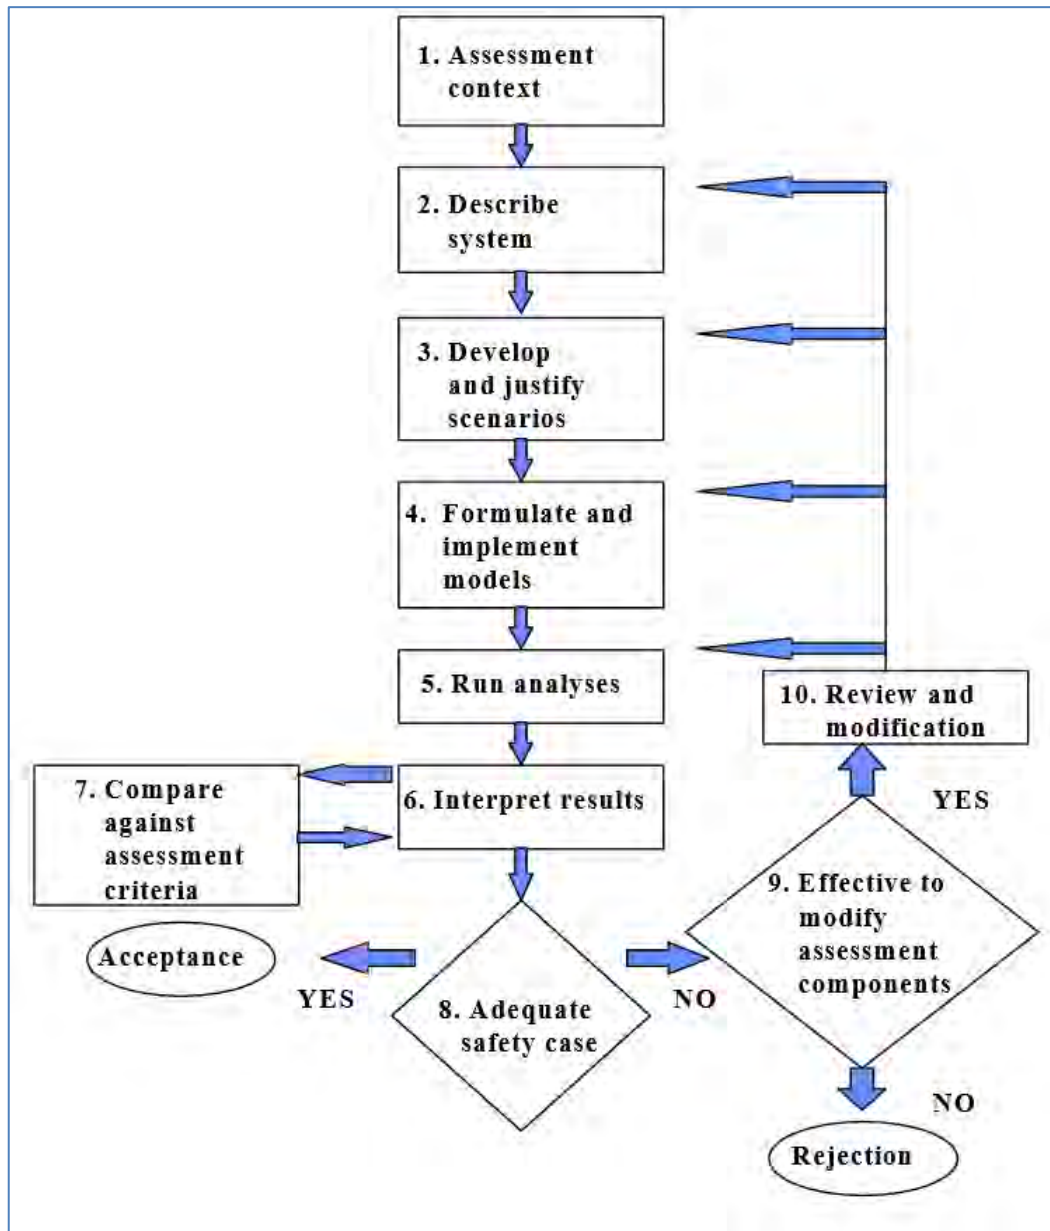 1. Assessment
context
2. Describe
system
3. Develop
and justify
scenarios
4. Formulate and
implement
models
5. Run analyses
6. Interpret results
7. Compare
against
assessment
criteria
Acceptance
YES
8. Adequate
safety case
NO
10. Review and
modification
YES
9. Effective to
modify
assessment
components
NO
Rejection